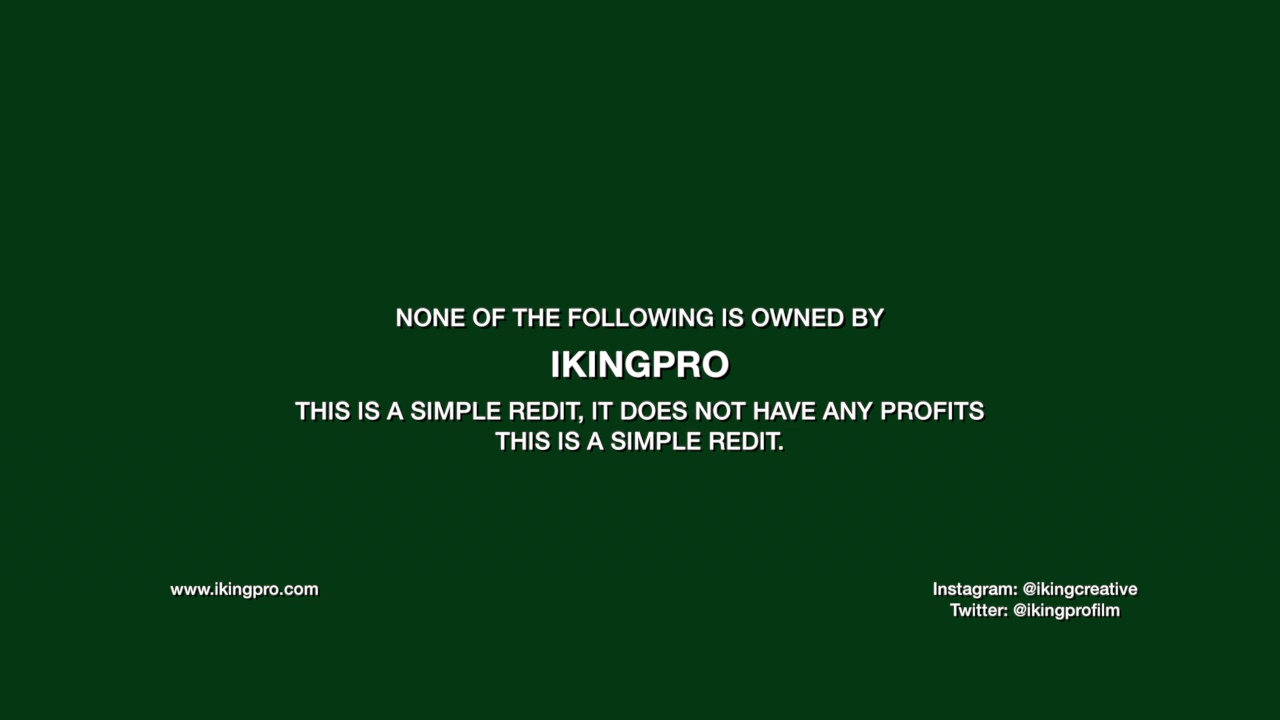 NONE OF THE FOLLOWING IS OWNED BY
IKINGPRO
THIS IS A SIMPLE REDIT, IT DOES NOT HAVE ANY PROFITS
THIS IS A SIMPLE REDIT.
www.ikingpro.com
Instagram: @ikingcreative
Twitter: @ikingprofilm